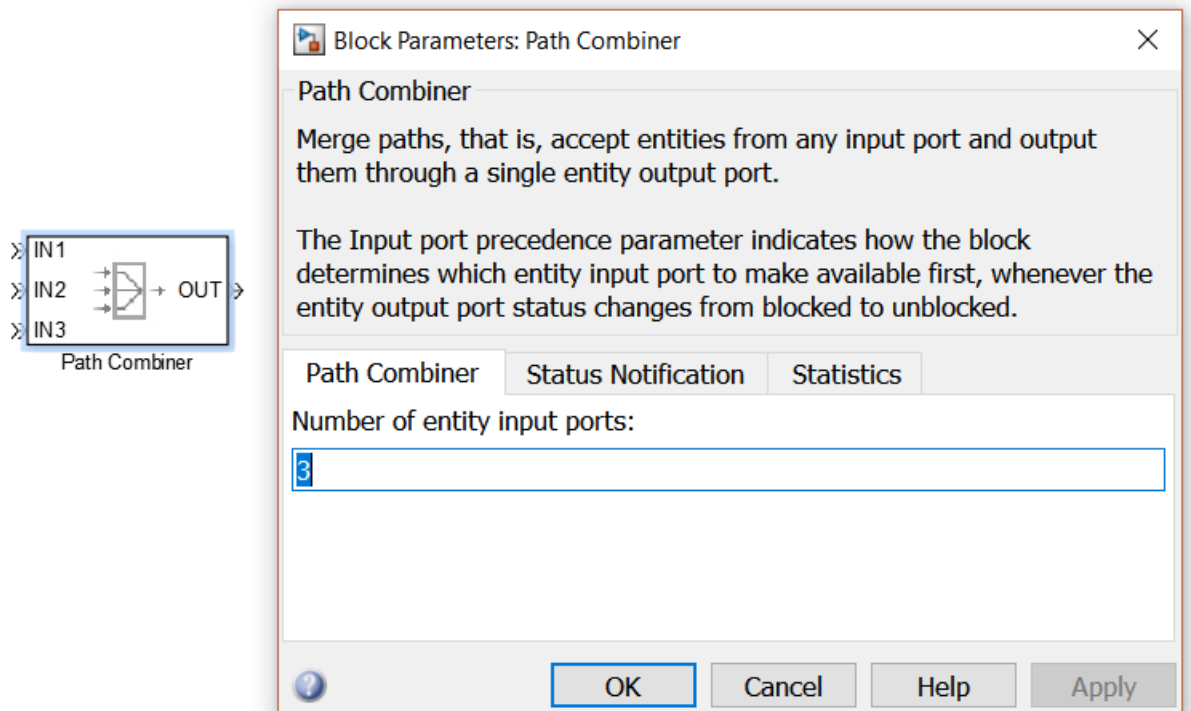 Block Parameters: Path Combiner
Path Combiner
Merge paths, that is, accept entities from any input port and output
them through a single entity output port.
The Input port precedence parameter indicates how the block
determines which entity input port to make available first, whenever the
entity output port status changes from blocked to unblocked.
IN1
IN2
OUT
IN3
Path Combiner
Path Combiner
Status Notification
Statistics
Number of entity input ports:
3
?
OK
Cancel
Help
Apply